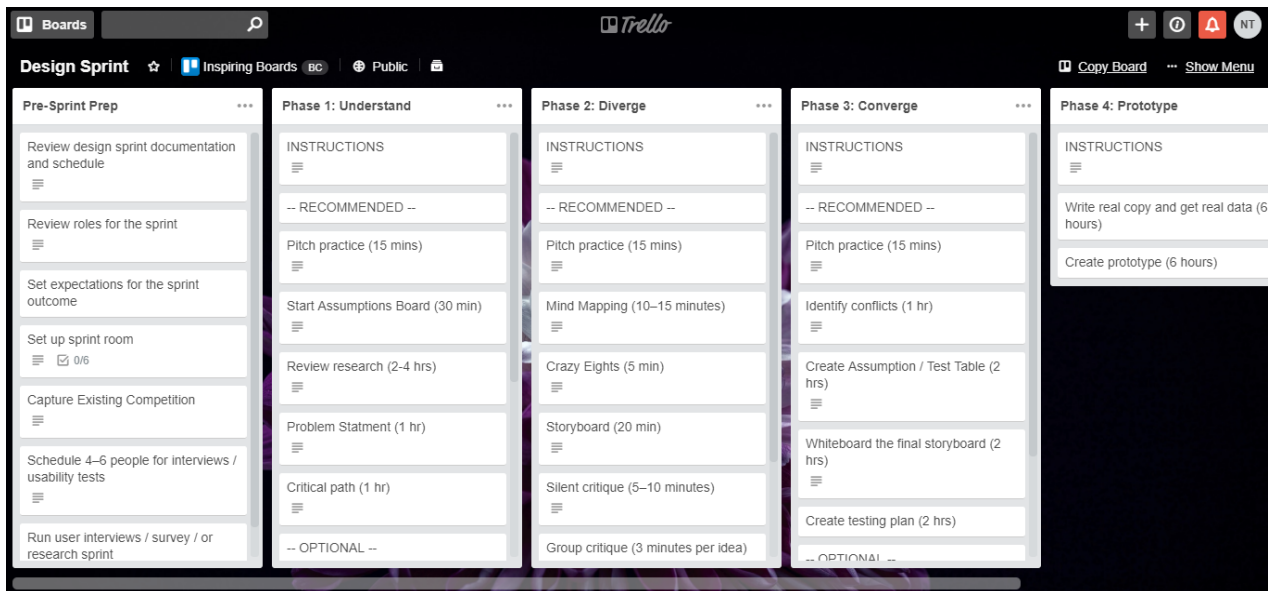 Boards
Trello
NT
Design Sprint
Inspiring Boards BC
Public
Copy Board
Show Menu
Pre-Sprint Prep
Review design sprint documentation
and schedule
Review roles for the sprint
Set expectations for the sprint
outcome
Set up sprint room
0/6
Capture Existing Competition
Schedule 4–6 people for interviews /
usability tests
Run user interviews / survey / or
research sprint
Phase 1: Understand
INSTRUCTIONS
-- RECOMMENDED --
Pitch practice (15 mins)
Start Assumptions Board (30 min)
Review research (2-4 hrs)
Problem Statment (1 hr)
Critical path (1 hr)
-- OPTIONAL --
Phase 2: Diverge
INSTRUCTIONS
-- RECOMMENDED --
Pitch practice (15 mins)
Mind Mapping (10–15 minutes)
Crazy Eights (5 min)
Storyboard (20 min)
Silent critique (5–10 minutes)
Group critique (3 minutes per idea)
Phase 3: Converge
INSTRUCTIONS
-- RECOMMENDED --
Pitch practice (15 mins)
Identify conflicts (1 hr)
Create Assumption / Test Table (2
hrs)
Whiteboard the final storyboard (2
hrs)
Create testing plan (2 hrs)
-- OPTIONAL --
Phase 4: Prototype
INSTRUCTIONS
Write real copy and get real data (6
hours)
Create prototype (6 hours)